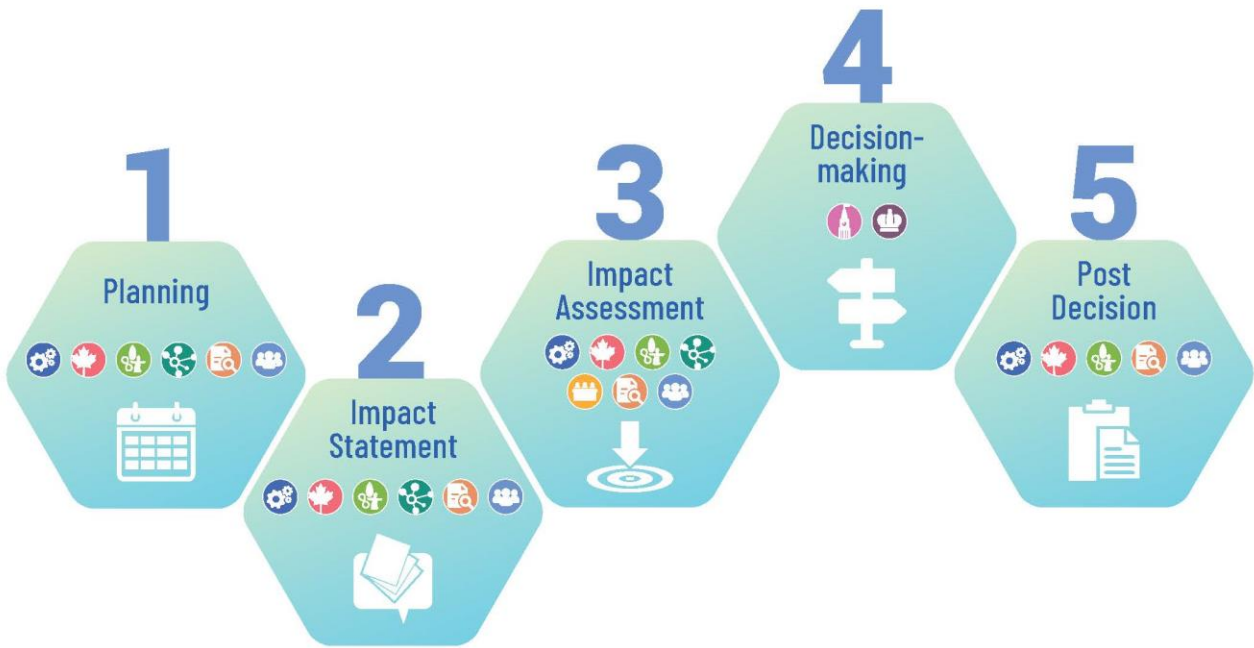 1
Planning
2
Impact
Statement
3
Impact
Assessment
4
Decision-
making
5
Post
Decision